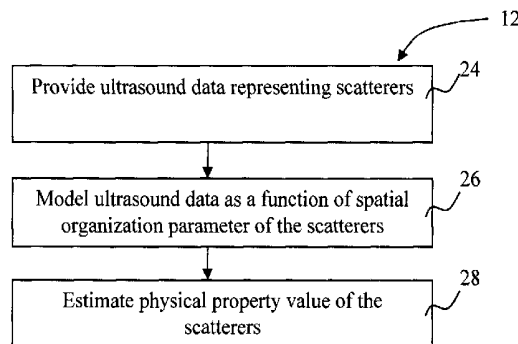 12
Provide ultrasound data representing scatterers
24
Model ultrasound data as a function of spatial
organization parameter of the scatterers
26
Estimate physical property value of the
scatterers
28